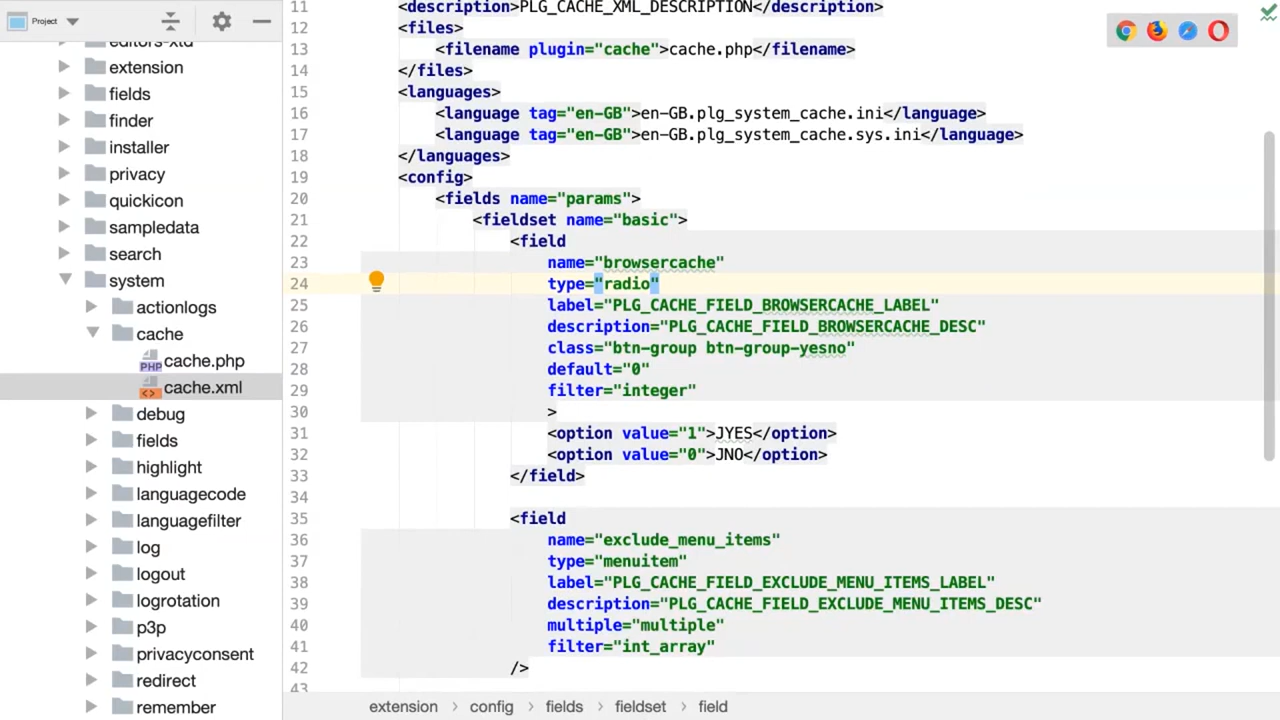 Project
editors-xtd
extension
fields
finder
installer
privacy
quickicon
sampledata
search
system
actionlogs
cache
PHP cache.php
<> cache.xml
debug
fields
highlight
languagecode
languagefilter
log
logout
logrotation
p3p
privacyconsent
redirect
remember
11 <description>PLG_CACHE_XML_DESCRIPTION</description>
12 <files>
13 <filename plugin="cache">cache.php</filename>
14 </files>
15 <languages>
16 <language tag="en-GB">en-GB.plg_system_cache.ini</language>
17 <language tag="en-GB">en-GB.plg_system_cache.sys.ini</language>
18 </languages>
19 <config>
20 <fields name="params">
21 <fieldset name="basic">
22 <field
23 name="browsercache"
24 type="radio"
25 label="PLG_CACHE_FIELD_BROWSERCACHE_LABEL"
26 description="PLG_CACHE_FIELD_BROWSERCACHE_DESC"
27 class="btn-group btn-group-yesno"
28 default="0"
29 filter="integer"
30 >
31 <option value="1">JYES</option>
32 <option value="0">JNO</option>
33 </field>
34
35 <field
36 name="exclude_menu_items"
37 type="menuitem"
38 label="PLG_CACHE_FIELD_EXCLUDE_MENU_ITEMS_LABEL"
39 description="PLG_CACHE_FIELD_EXCLUDE_MENU_ITEMS_DESC"
40 multiple="multiple"
41 filter="int_array"
42 />
43
extension > config > fields > fieldset > field